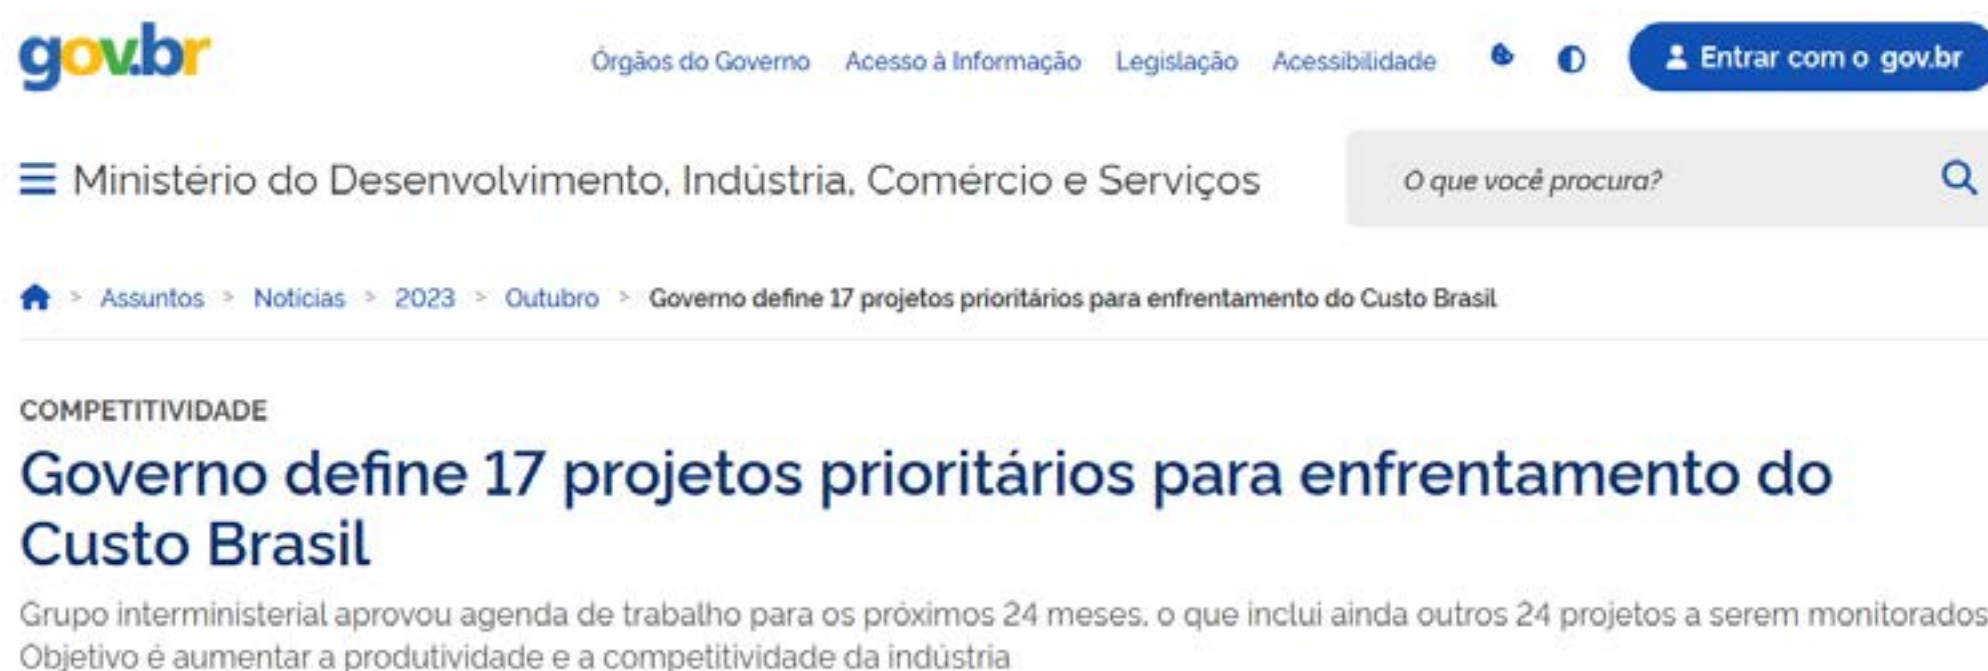 gov.br
Órgãos do Governo Acesso à Informação Legislação Acessibilidade Entrar com o gov.br
Ministério do Desenvolvimento, Indústria, Comércio e Serviços O que você procura?
> Assuntos > Notícias > 2023 > Outubro > Governo define 17 projetos prioritários para enfrentamento do Custo Brasil
COMPETITIVIDADE
Governo define 17 projetos prioritários para enfrentamento do
Custo Brasil
Grupo interministerial aprovou agenda de trabalho para os próximos 24 meses, o que inclui ainda outros 24 projetos a serem monitorados
Objetivo é aumentar a produtividade e a competitividade da indústria